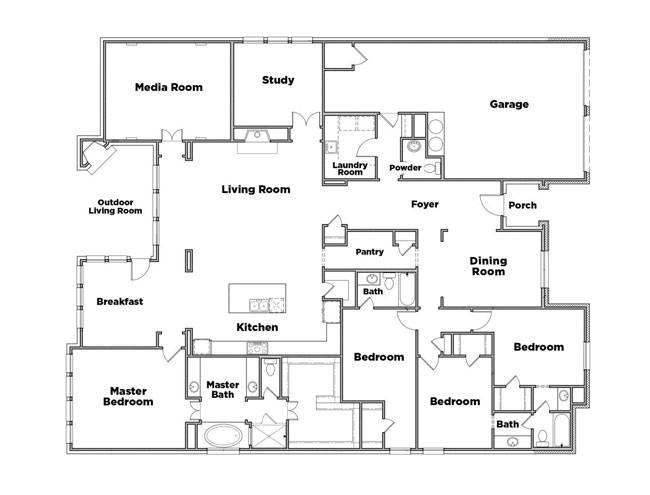 Media Room
Study
Garage
Laundry
Room
Powder
Living Room
Outdoor
Living Room
Foyer
Porch
Pantry
Dining
Room
Breakfast
Bath
Kitchen
Bedroom
Bedroom
Master
Bedroom
Master
Bath
Bedroom
Bath